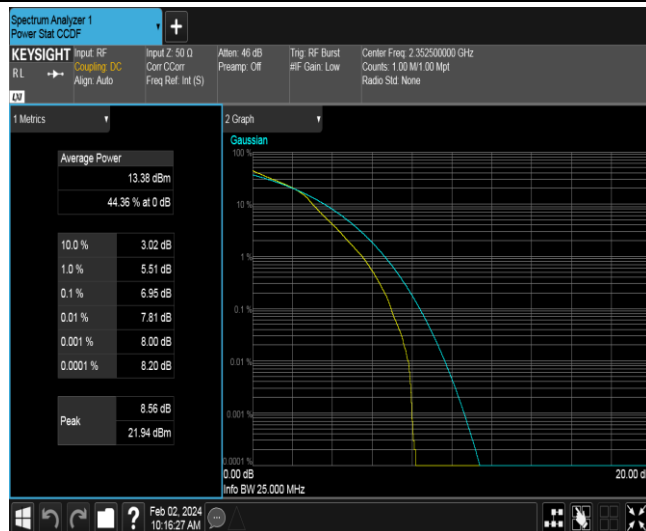 Spectrum Analyzer 1
Power Stat CCDF
+
KEYSIGHT
RL
Input: RF
Coupling: DC
Align: Auto
Input Z: 50 Ω
Corr CCorr
Freq Ref: Int (S)
Atten: 46 dB
Preamp: Off
Trig: RF Burst
#IF Gain: Low
Center Freq: 2.352500000 GHz
Counts: 1.00 M/1.00 Mpt
Radio Std: None
1 Metrics
Average Power
13.38 dBm
44.36 % at 0 dB
10.0 % 3.02 dB
1.0 % 5.51 dB
0.1 % 6.95 dB
0.01 % 7.81 dB
0.001 % 8.00 dB
0.0001 % 8.20 dB
Peak 8.56 dB
21.94 dBm
2 Graph
Gaussian
100 %
10 %
1 %
0.1 %
0.01 %
0.001 %
0.0001 %
0.00 dB 20.00 d
Info BW 25.000 MHz
?
Feb 02, 2024
10:16:27 AM